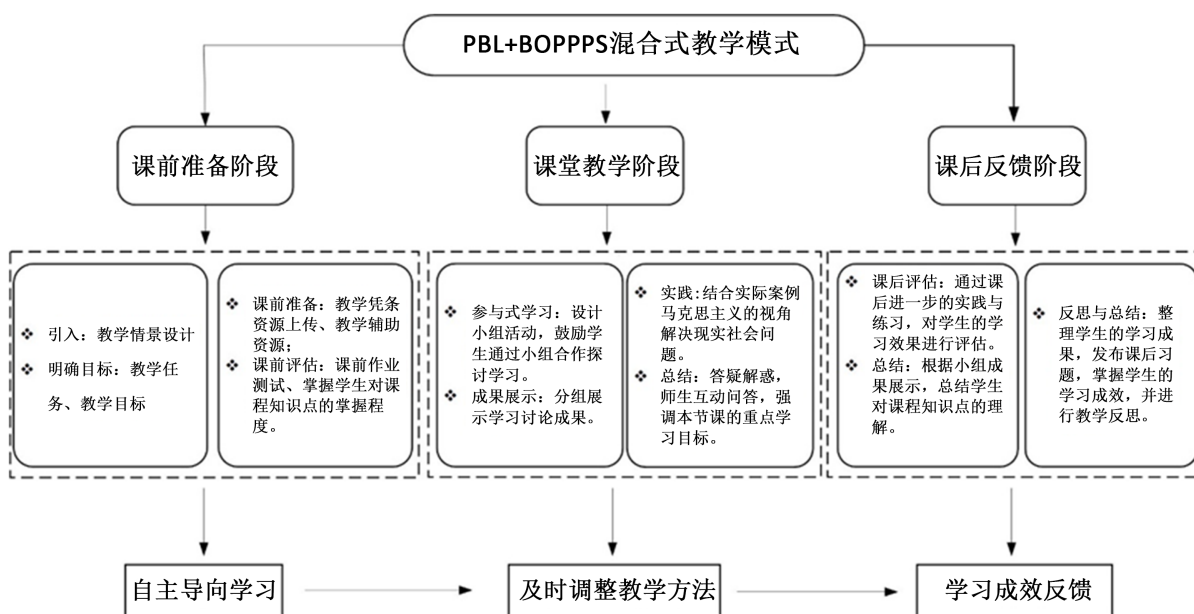 PBL+BOPPPS混合式教学模式
课前准备阶段
课堂教学阶段
课后反馈阶段
❖ 引入：教学情景设计
❖ 明确目标：教学任
务、教学目标
❖ 课前准备：教学凭条
资源上传、教学辅助
资源；
❖ 课前评估：课前作业
测试、掌握学生对课
程知识点的掌握程
度。
❖ 参与式学习：设计
小组活动，鼓励学
生通过小组合作探
讨学习。
❖ 成果展示：分组展
示学习讨论成果。
❖ 实践:结合实际案例
马克思主义的视角
解决现实社会问
题。
❖ 总结：答疑解惑，
师生互动问答，强
调本节课的重点学
习目标。
❖ 课后评估：通过课
后进一步的实践与
练习，对学生的学
习效果进行评估。
❖ 总结：根据小组成
果展示，总结学生
对课程知识点的理
解。
❖ 反思与总结：整
理学生的学习成
果，发布课后习
题，掌握学生的
学习成效，并进
行教学反思。
自主导向学习
及时调整教学方法
学习成效反馈